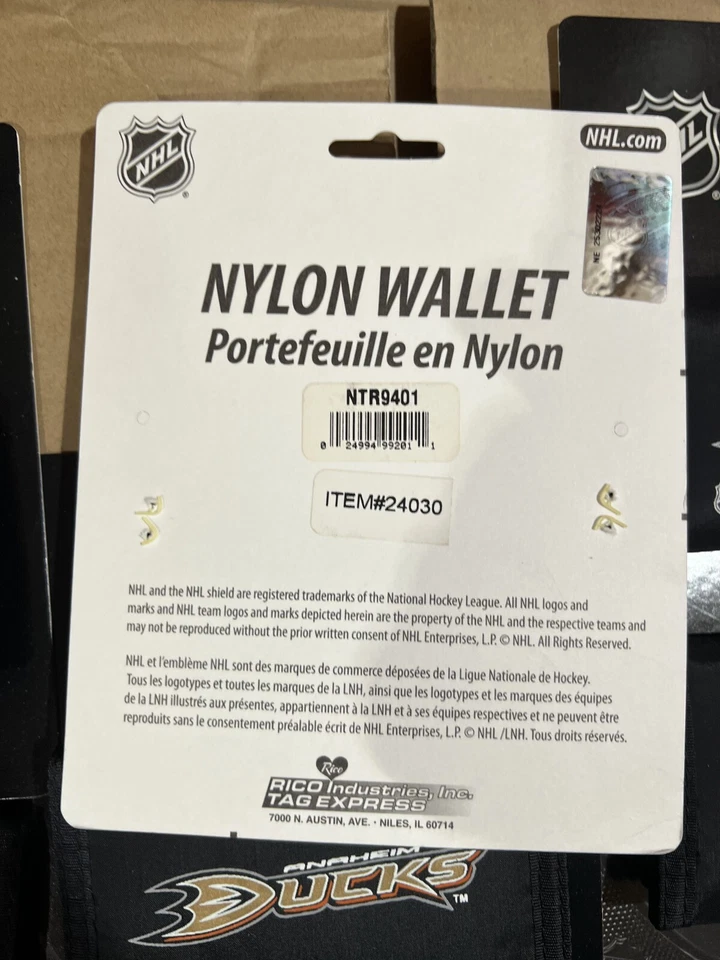 NHL
®
NHL.com
NYLON WALLET
Portefeuille en Nylon
NTR9401
0 24994 99201 1
ITEM#24030
NHL and the NHL shield are registered trademarks of the National Hockey League. All NHL logos and
marks and NHL team logos and marks depicted herein are the property of the NHL and the respective teams and
may not be reproduced without the prior written consent of NHL Enterprises, L.P. © NHL. All Rights Reserved.
NHL et l'emblème NHL sont des marques de commerce déposées de la Ligue Nationale de Hockey.
Tous les logotypes et toutes les marques de la LNH, ainsi que les logotypes et les marques des équipes
de la LNH illustrés aux présentes, appartiennent à la LNH et à ses équipes respectives et ne peuvent être
reproduits sans le consentement préalable écrit de NHL Enterprises, L.P. © NHL /LNH. Tous droits réservés.
Rico
RICO Industries, Inc.
TAG EXPRESS
7000 N. AUSTIN, AVE. • NILES, IL 60714
ANAHEIM
DUCKS
TM